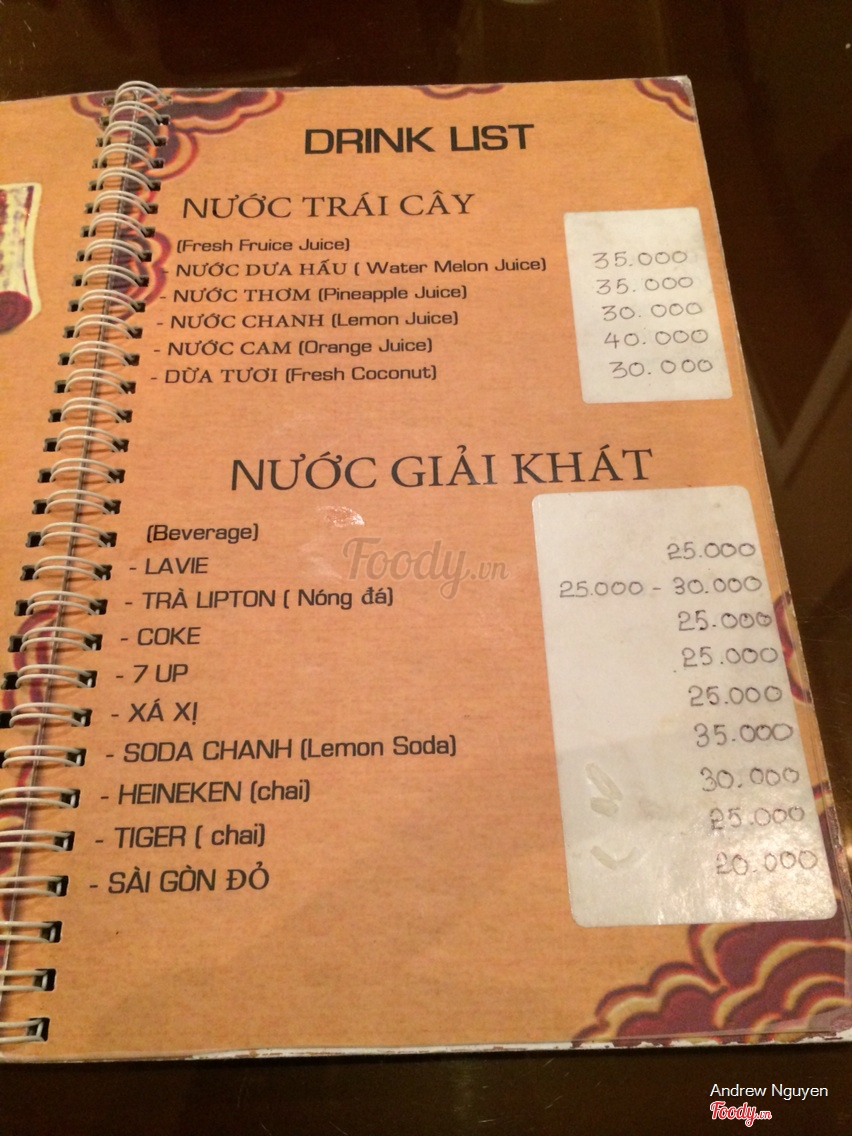 DRINK LIST
NƯỚC TRÁI CÂY
(Fresh Fruice Juice)
- NƯỚC DƯA HẤU ( Water Melon Juice) 35.000
- NƯỚC THƠM (Pineapple Juice) 35.000
- NƯỚC CHANH (Lemon Juice) 30.000
- NƯỚC CAM (Orange Juice) 40.000
- DỪA TƯƠI (Fresh Coconut) 30.000
NƯỚC GIẢI KHÁT
(Beverage)
- LAVIE 25.000
- TRÀ LIPTON ( Nóng đá) 25.000 - 30.000
- COKE 25.000
- 7 UP 25.000
- XÁ XỊ 25.000
- SODA CHANH (Lemon Soda) 35.000
- HEINEKEN (chai) 30.000
- TIGER ( chai) 25.000
- SÀI GÒN ĐỎ 20.000
Foody.vn
Andrew Nguyen
Foody.vn